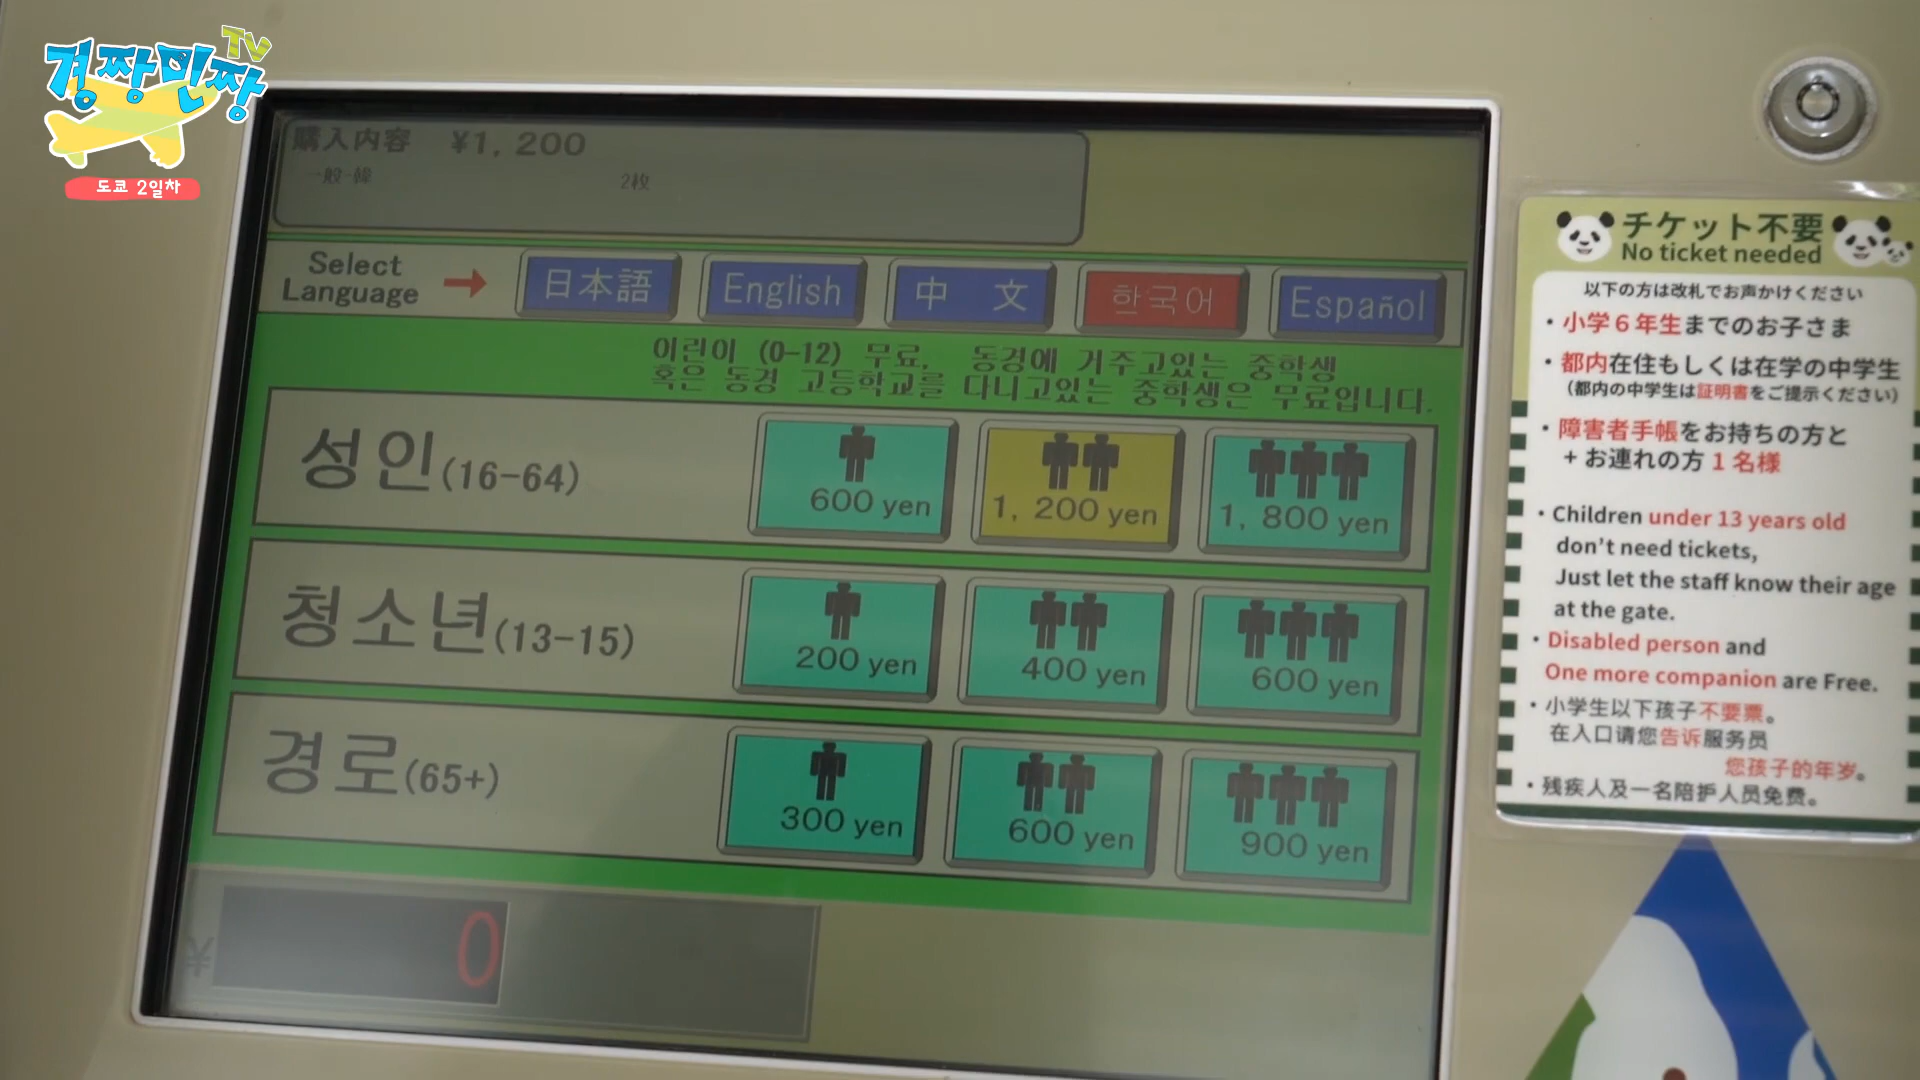 경짱민짱 TV
도쿄 2일차
購入内容 ¥1, 200
一般-韓 2枚
Select
Language
日本語 English 中 文 한국어 Español
이린이 (0-12) 무료, 동경에 거주고있는 중학생
혹은 동경 고등학교를 다니고있는 중학생은 무료입니다.
성인(16-64)
600 yen 1, 200 yen 1, 800 yen
청소년(13-15)
200 yen 400 yen 600 yen
경로(65+)
300 yen 600 yen 900 yen
¥ 0
チケット不要
No ticket needed
以下の方は改札でお声かけください
・小学6年生までのお子さま
・都内在住もしくは在学の中学生
(都内の中学生は証明書をご提示ください)
・障害者手帳をお持ちの方と
+ お連れの方 1 名様
・Children under 13 years old
don't need tickets,
Just let the staff know their age
at the gate.
・Disabled person and
One more companion are Free.
・小学生以下孩子不要票。
在入口请您告诉服务员
您孩子的年岁。
・残疾人及一名陪护人员免费。